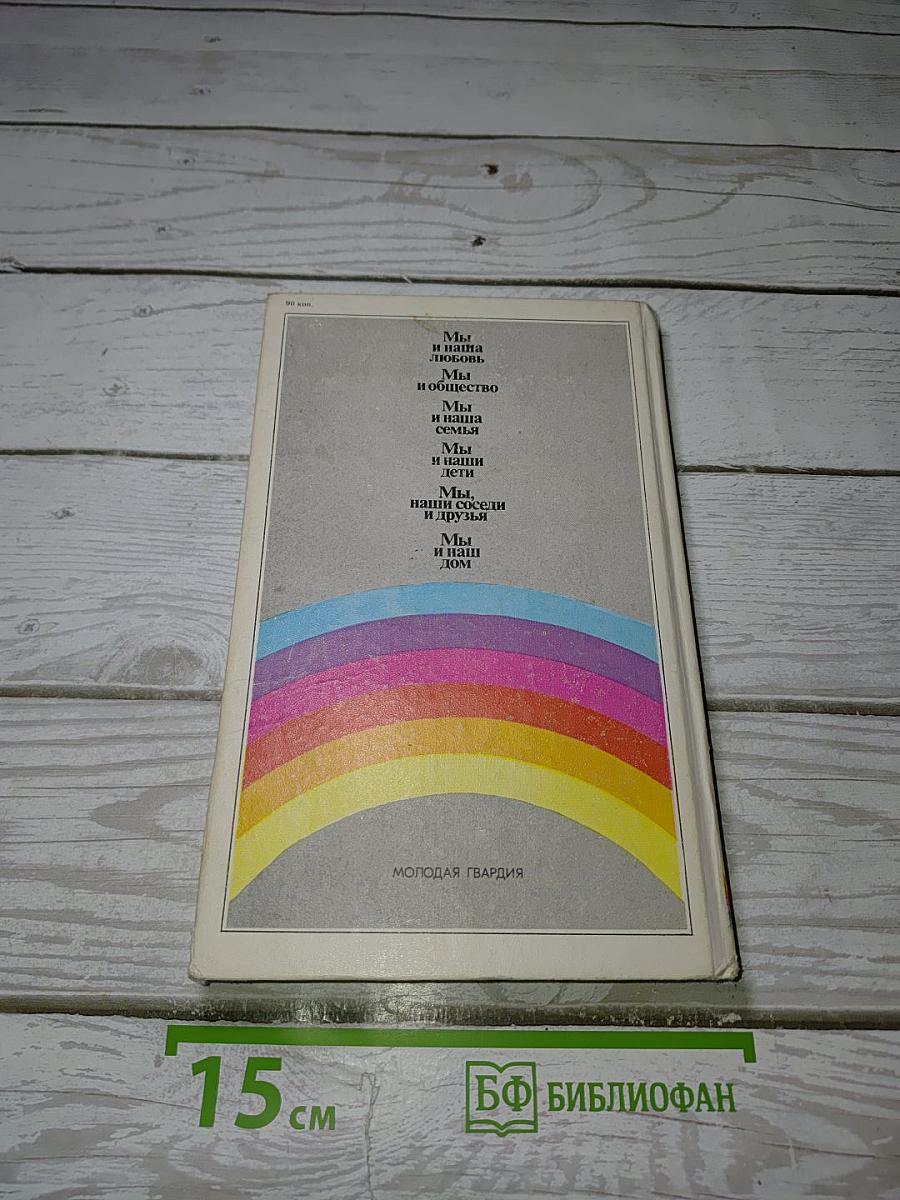 90 коп.
Мы
и наша
любовь
Мы
и общество
Мы
и наша
семья
Мы
и наши
дети
Мы,
наши соседи
и друзья
Мы
и наш
дом
МОЛОДАЯ ГВАРДИЯ
15 см
БФ БИБЛИОФАН